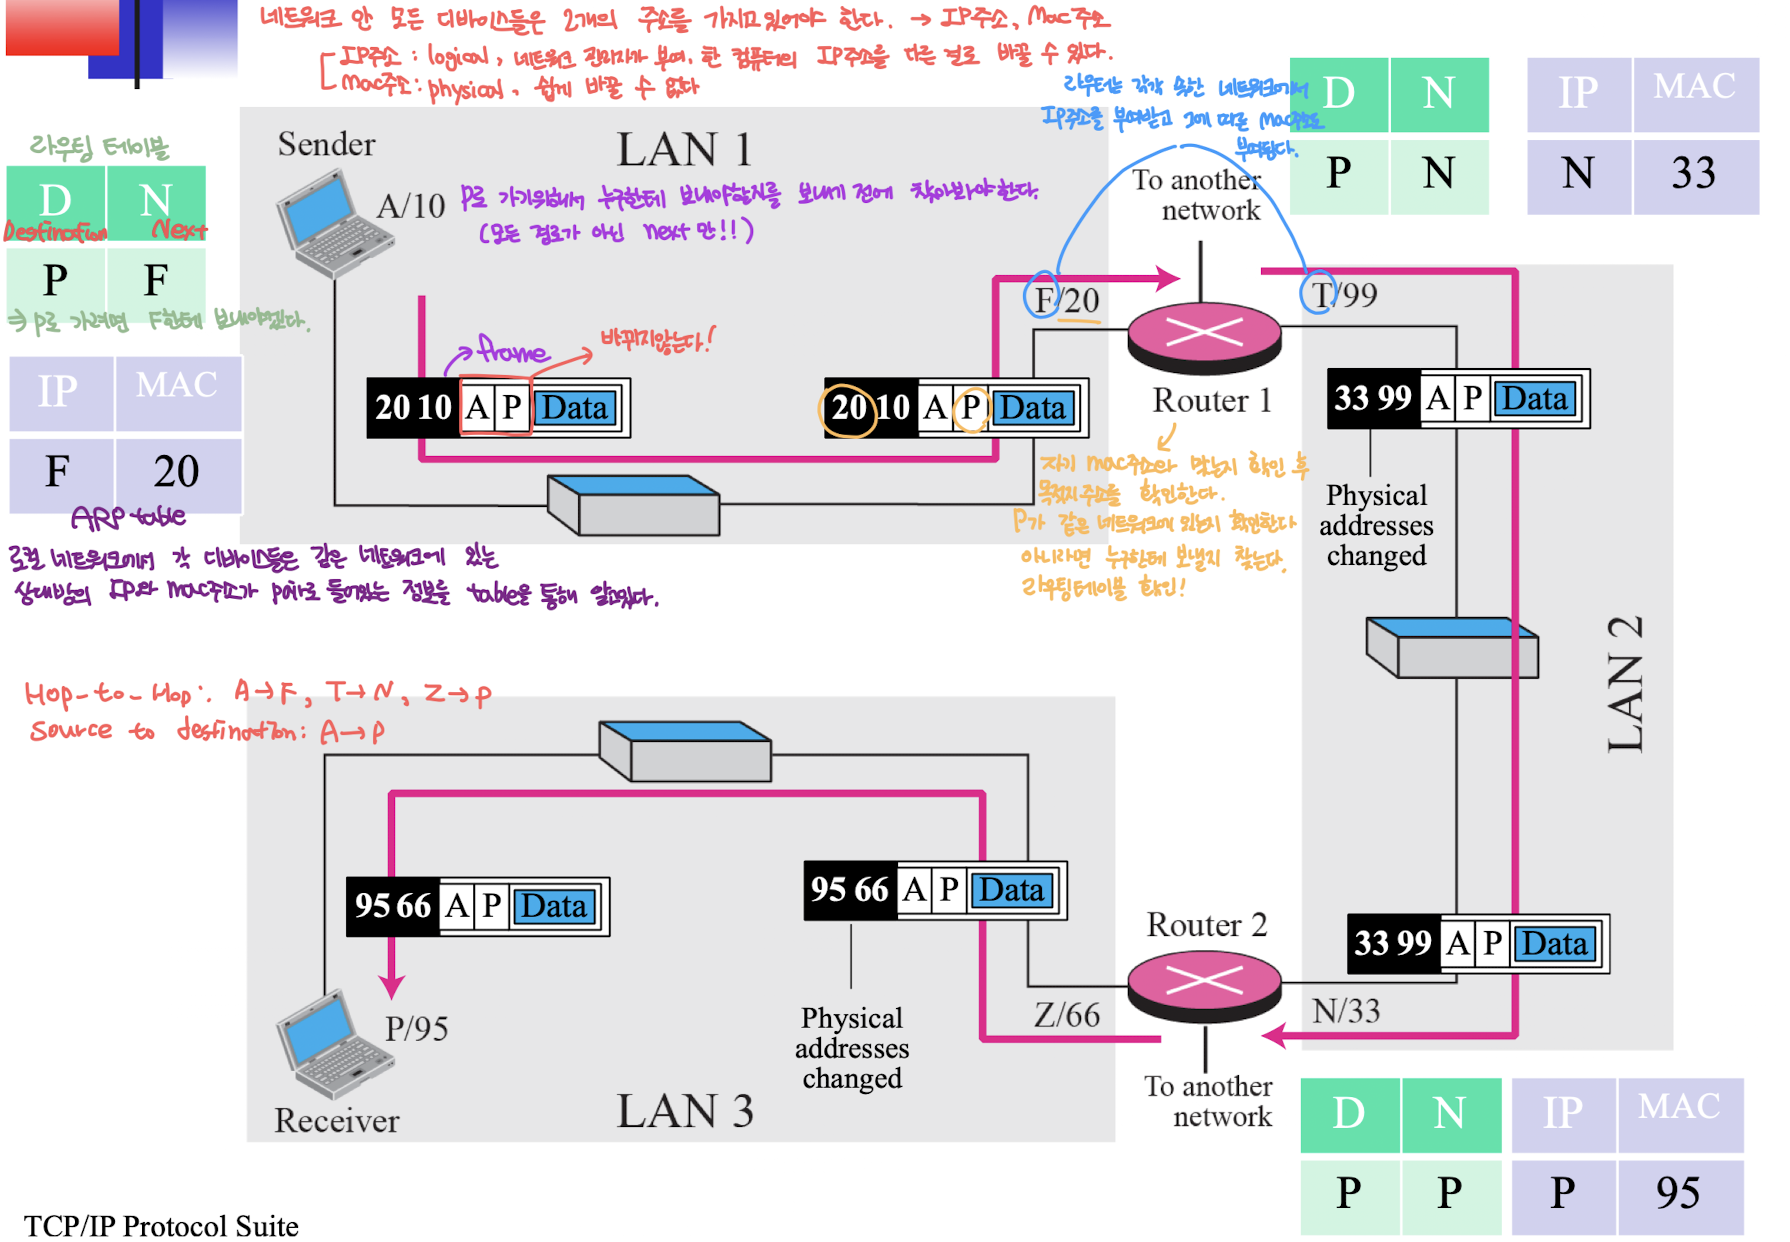 네트워크 안 모든 디바이스들은 2개의 주소를 가지고있어야 한다. → IP주소, Mac주소
IP주소 : logical, 네트워크 관리자가 부여, 한 컴퓨터의 IP주소를 다른 걸로 바꿀 수 있다.
Mac주소 : physical, 쉽게 바꿀 수 없다
라우터는 각각 속한 네트워크에서
IP주소를 부여받고 그에 따른 Mac주소도
부여된다.
D N
P N
IP MAC
N 33
라우팅 테이블
D N
Destination Next
P F
⇒ P로 가려면 F한테 보내야겠다.
IP MAC
F 20
ARP table
로컬 네트워크에서 각 디바이스들은 같은 네트워크에 있는
상대방의 IP와 Mac주소가 pair로 들어있는 정보를 table을 통해 알고있다.
Sender
LAN 1
A/10
P로 가기위해서 누구한테 보내야할지를 보내기 전에 찾아봐야한다.
(모든 경로가 아닌 next 만!!)
To another
network
F/20
T/99
frame
바뀌지않는다!
20 10 A P Data
20 10 A P Data
Router 1
33 99 A P Data
자기 Mac주소와 맞는지 확인 후
목적지주소를 확인한다.
P가 같은 네트워크에 있는지 확인한다
아니라면 누구한테 보낼지 찾는다.
라우팅테이블 확인!
Physical
addresses
changed
LAN 2
Hop-to-Hop: A→F, T→N, Z→P
Source to destination: A→P
95 66 A P Data
95 66 A P Data
Router 2
33 99 A P Data
P/95
Physical
addresses
changed
Z/66
N/33
To another
network
Receiver
LAN 3
D N
P P
IP MAC
P 95
TCP/IP Protocol Suite